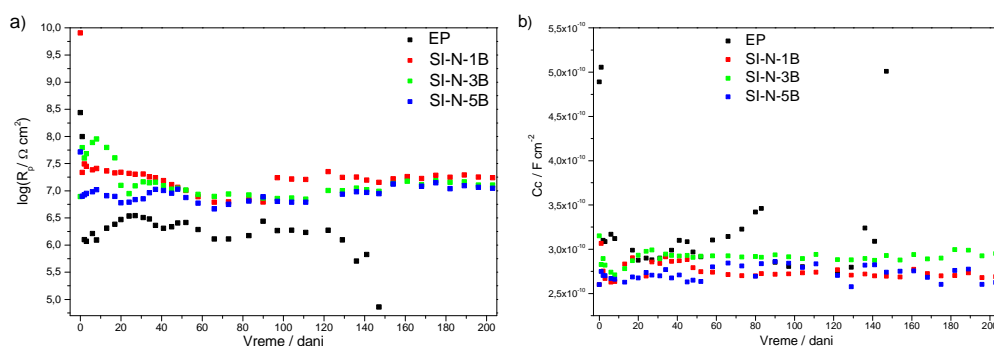 a)
log(Rₚ/ Ω cm²)
10,0
9,5
9,0
8,5
8,0
7,5
7,0
6,5
6,0
5,5
5,0
EP
SI-N-1B
SI-N-3B
SI-N-5B
0 20 40 60 80 100 120 140 160 180 200
Vreme / dani
b)
Cc / F cm⁻²
5,5x10⁻¹⁰
5,0x10⁻¹⁰
4,5x10⁻¹⁰
4,0x10⁻¹⁰
3,5x10⁻¹⁰
3,0x10⁻¹⁰
2,5x10⁻¹⁰
EP
SI-N-1B
SI-N-3B
SI-N-5B
0 20 40 60 80 100 120 140 160 180 200
Vreme / dani